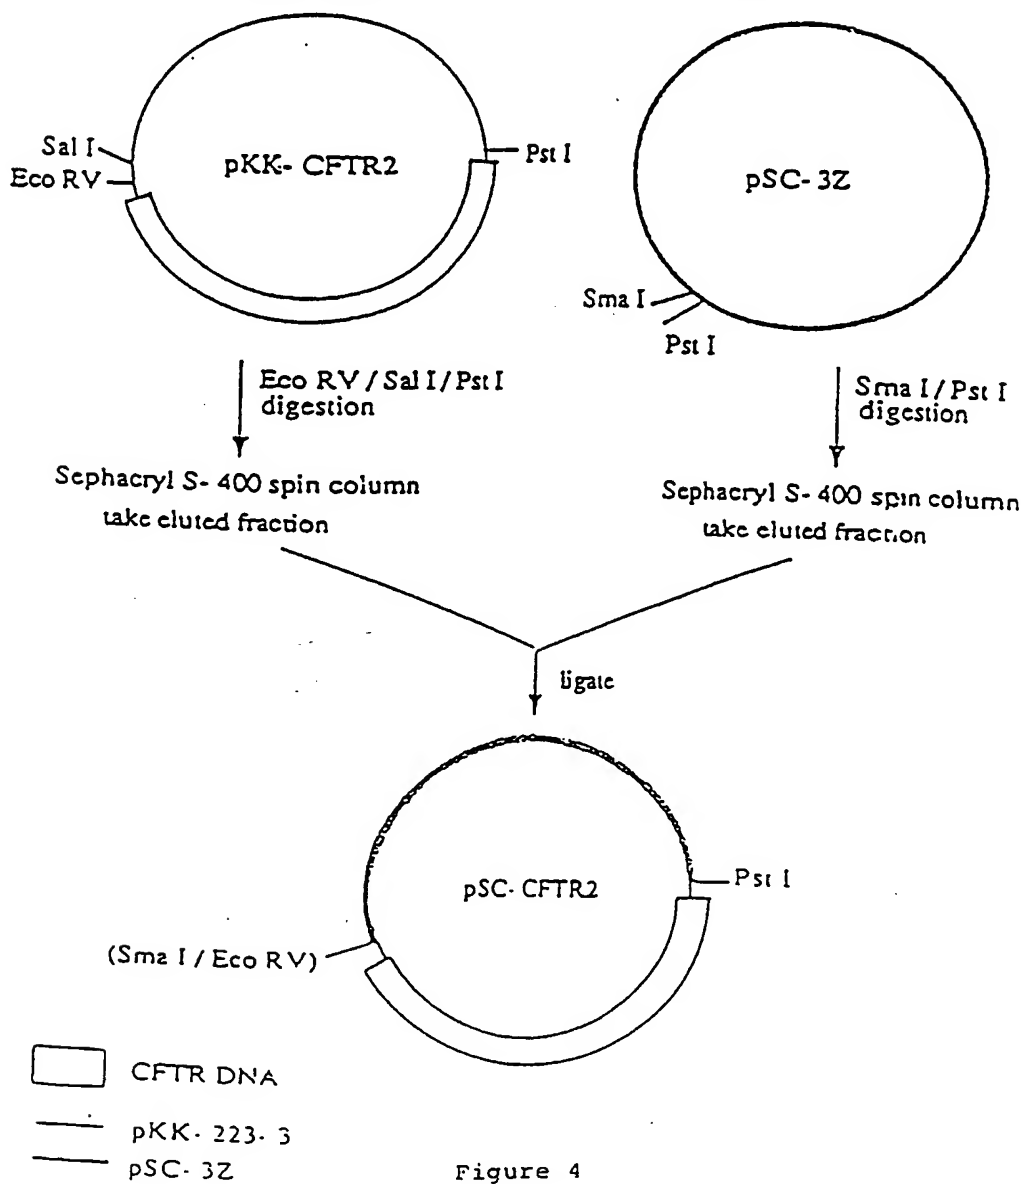 Sal I
Eco RV
pKK- CFTR2
Pst I
pSC- 3Z
Sma I
Pst I
Eco RV / Sal I / Pst I
digestion
Sma I / Pst I
digestion
Sephacryl S- 400 spin column
take eluted fraction
Sephacryl S- 400 spin column
take eluted fraction
ligate
pSC- CFTR2
Pst I
(Sma I / Eco RV)
CFTR DNA
pKK- 223- 3
pSC- 3Z
Figure 4